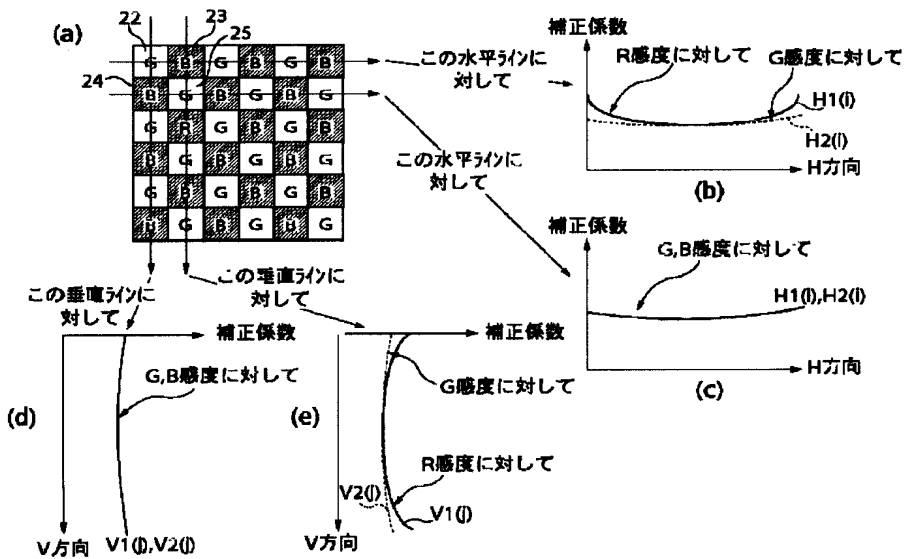 (a)
22
23
25
24
G B G B G B
B G B G B G
G R G B G B
B G B G B G
G B G B G B
B G B G B G
この水平ラインに
対して
この水平ラインに
対して
補正係数
R感度に対して
G感度に対して
H1(i)
H2(i)
H方向
(b)
補正係数
G,B感度に対して
H1(i),H2(i)
H方向
(c)
この垂直ラインに
対して
この垂直ラインに
対して
補正係数
G,B感度に対して
(d)
V方向
V1(j),V2(j)
補正係数
G感度に対して
(e)
R感度に対して
V2(j)
V1(j)
V方向